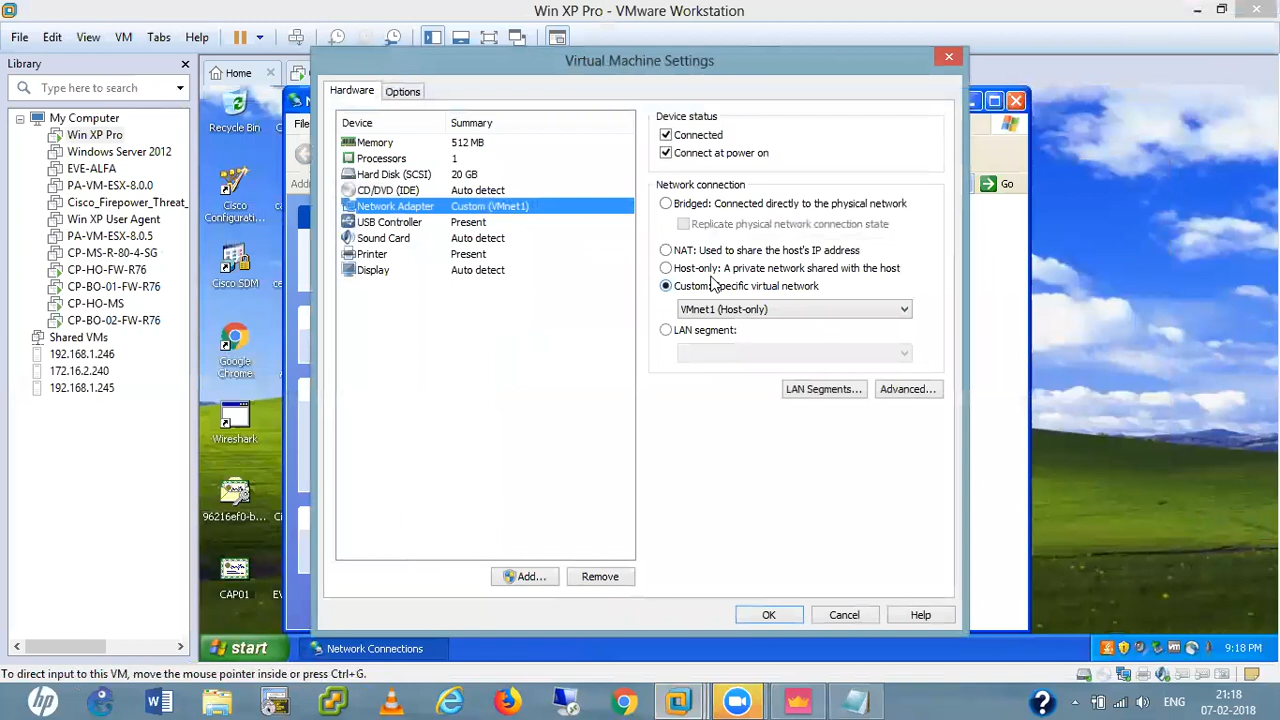 Win XP Pro - VMware Workstation
File Edit View VM Tabs Help
Library
Type here to search
My Computer
Win XP Pro
Windows Server 2012
EVE-ALFA
PA-VM-ESX-8.0.0
Cisco_Firepower_Threat_
Win XP User Agent
PA-VM-ESX-8.0.5
CP-MS-R-80-4-SG
CP-HO-FW-R76
CP-BO-01-FW-R76
CP-HO-MS
CP-BO-02-FW-R76
Shared VMs
192.168.1.246
172.16.2.240
192.168.1.245
Home
Recycle Bin
Cisco
Configurati...
Cisco SDM
Google
Chrome
Wireshark
96216ef0-b...
CAP01
Go
Virtual Machine Settings
Hardware Options
Device Summary
Memory 512 MB
Processors 1
Hard Disk (SCSI) 20 GB
CD/DVD (IDE) Auto detect
Network Adapter Custom (VMnet1)
USB Controller Present
Sound Card Auto detect
Printer Present
Display Auto detect
Add... Remove
Device status
Connected
Connect at power on
Network connection
Bridged: Connected directly to the physical network
Replicate physical network connection state
NAT: Used to share the host's IP address
Host-only: A private network shared with the host
Custom: Specific virtual network
VMnet1 (Host-only)
LAN segment:
LAN Segments... Advanced...
OK Cancel Help
start Network Connections 9:18 PM
To direct input to this VM, move the mouse pointer inside or press Ctrl+G.
ENG 21:18
07-02-2018